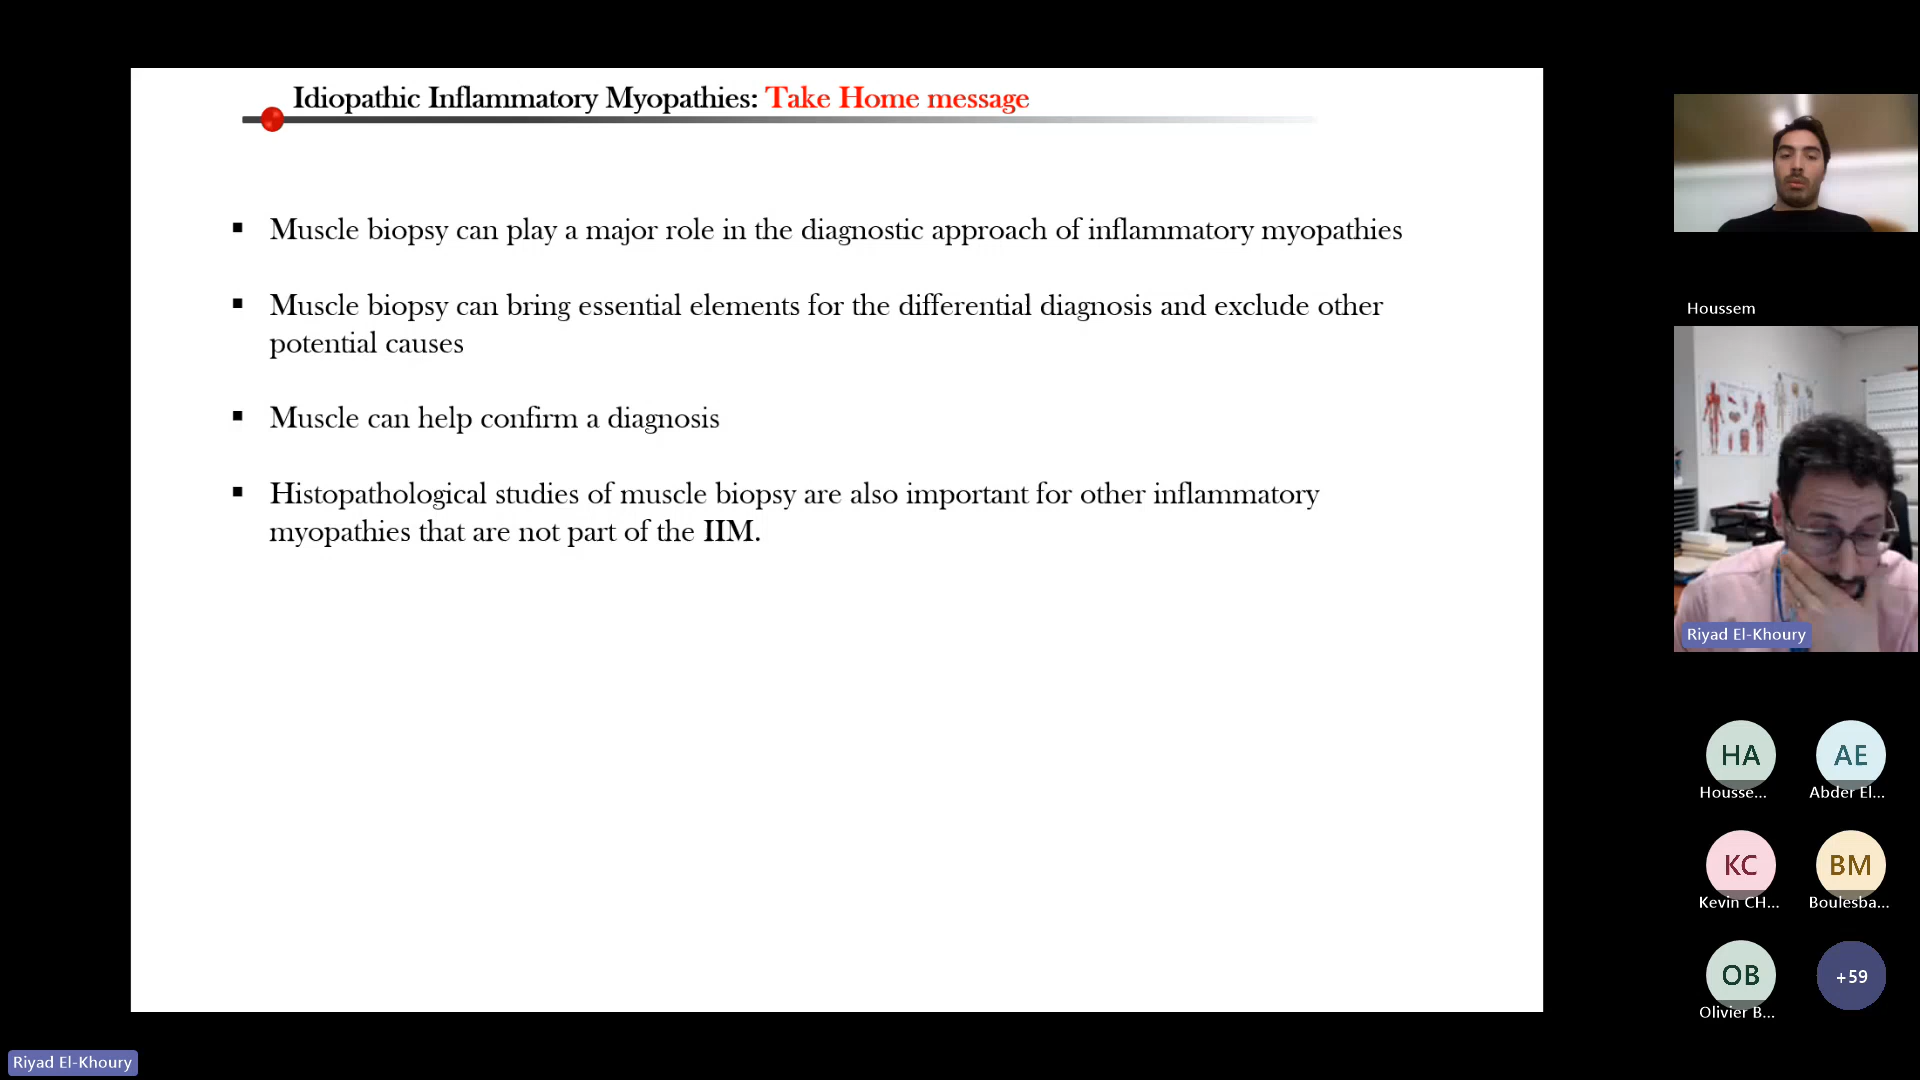 Idiopathic Inflammatory Myopathies: Take Home message
▪ Muscle biopsy can play a major role in the diagnostic approach of inflammatory myopathies
▪ Muscle biopsy can bring essential elements for the differential diagnosis and exclude other
potential causes
▪ Muscle can help confirm a diagnosis
▪ Histopathological studies of muscle biopsy are also important for other inflammatory
myopathies that are not part of the IIM.
Houssem
Riyad El-Khoury
HA
AE
Housse...
Abder El...
KC
BM
Kevin CH...
Boulesba...
OB
+59
Olivier B...
Riyad El-Khoury